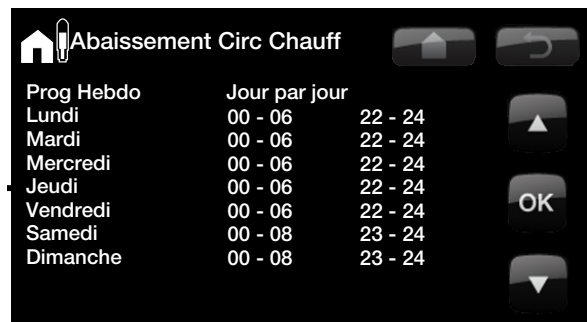 Abaissement Circ Chauff
Prog Hebdo Jour par jour
Lundi 00 - 06 22 - 24
Mardi 00 - 06 22 - 24
Mercredi 00 - 06 22 - 24
Jeudi 00 - 06 22 - 24
Vendredi 00 - 06 22 - 24
Samedi 00 - 08 23 - 24
Dimanche 00 - 08 23 - 24
OK